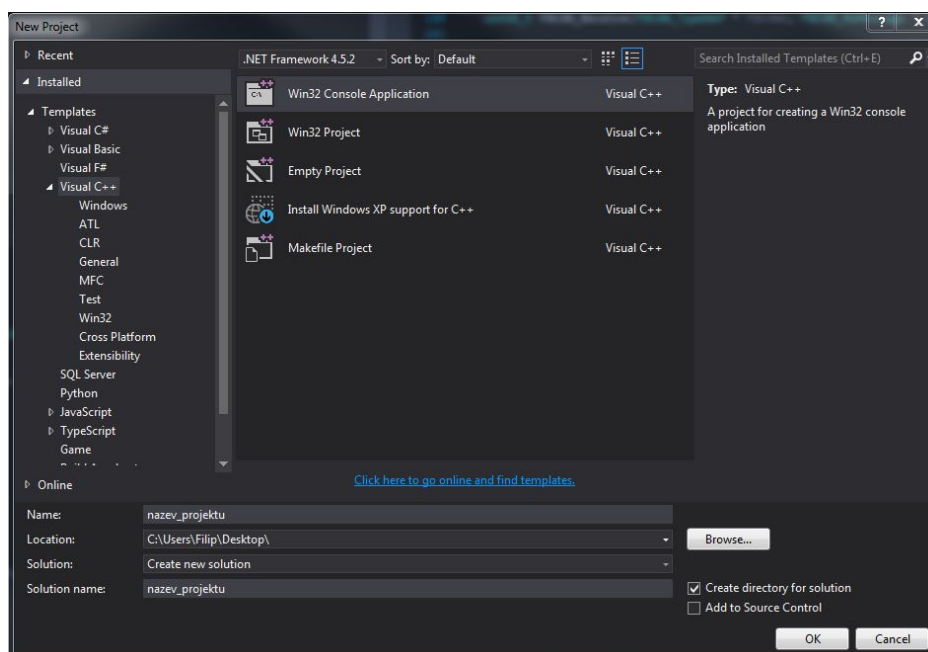 New Project
? x
Recent
.NET Framework 4.5.2 Sort by: Default
Search Installed Templates (Ctrl+E)
Installed
Templates
Visual C#
Visual Basic
Visual F#
Visual C++
Windows
ATL
CLR
General
MFC
Test
Win32
Cross Platform
Extensibility
SQL Server
Python
JavaScript
TypeScript
Game
Online
Win32 Console Application Visual C++
Win32 Project Visual C++
Empty Project Visual C++
Install Windows XP support for C++ Visual C++
Makefile Project Visual C++
Click here to go online and find templates.
Type: Visual C++
A project for creating a Win32 console
application
Name: nazev_projektu
Location: C:\Users\Filip\Desktop\
Browse...
Solution: Create new solution
Solution name: nazev_projektu
Create directory for solution
Add to Source Control
OK Cancel